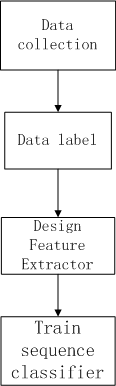 Data
collection
Data label
Design
Feature
Extractor
Train
sequence
classifier